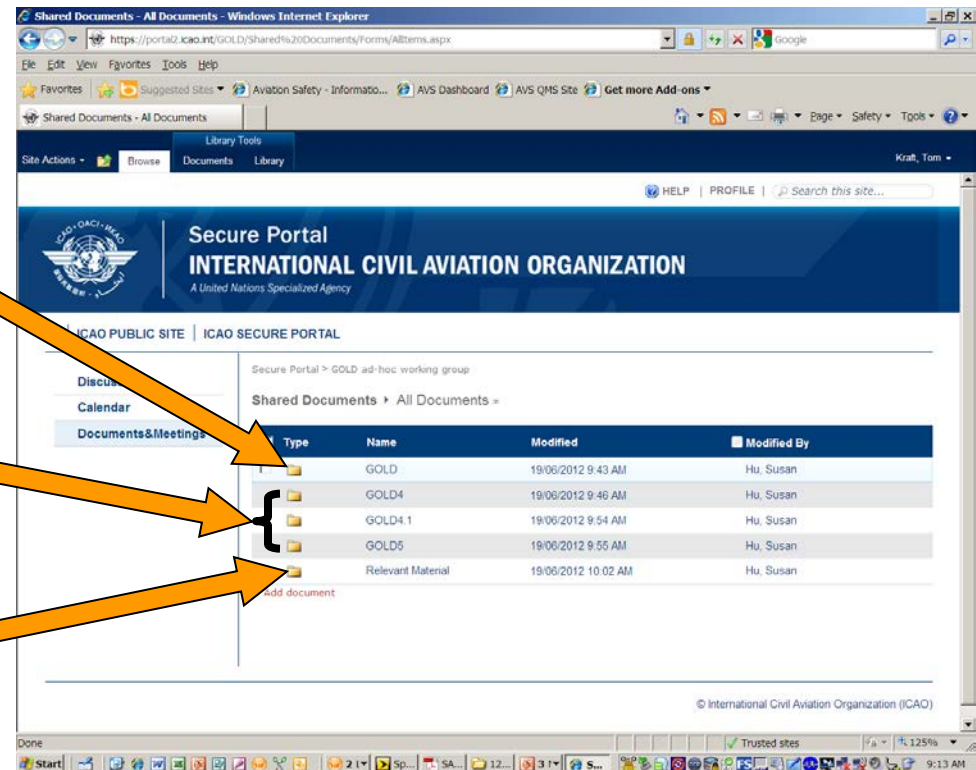 Shared Documents - All Documents - Windows Internet Explorer
https://portal2.icao.int/GOLD/Shared%20Documents/Forms/AllItems.aspx
Google
File Edit View Favorites Tools Help
Favorites Suggested Sites Aviation Safety - Informatio... AVS Dashboard AVS QMS Site Get more Add-ons
Shared Documents - All Documents
Page Safety Tools
Library Tools
Site Actions Browse Documents Library
Kraft, Tom
HELP | PROFILE | Search this site...
Secure Portal
INTERNATIONAL CIVIL AVIATION ORGANIZATION
A United Nations Specialized Agency
ICAO PUBLIC SITE | ICAO SECURE PORTAL
Secure Portal > GOLD ad-hoc working group
Shared Documents All Documents
Calendar
Documents&Meetings
Type Name Modified Modified By
GOLD 19/06/2012 9:43 AM Hu, Susan
GOLD4 19/06/2012 9:46 AM Hu, Susan
GOLD4.1 19/06/2012 9:54 AM Hu, Susan
GOLD5 19/06/2012 9:55 AM Hu, Susan
Relevant Material 19/06/2012 10:02 AM Hu, Susan
Add document
© International Civil Aviation Organization (ICAO)
Done Trusted sites 125%
Start Sp... SA... 12... S... 9:13 AM